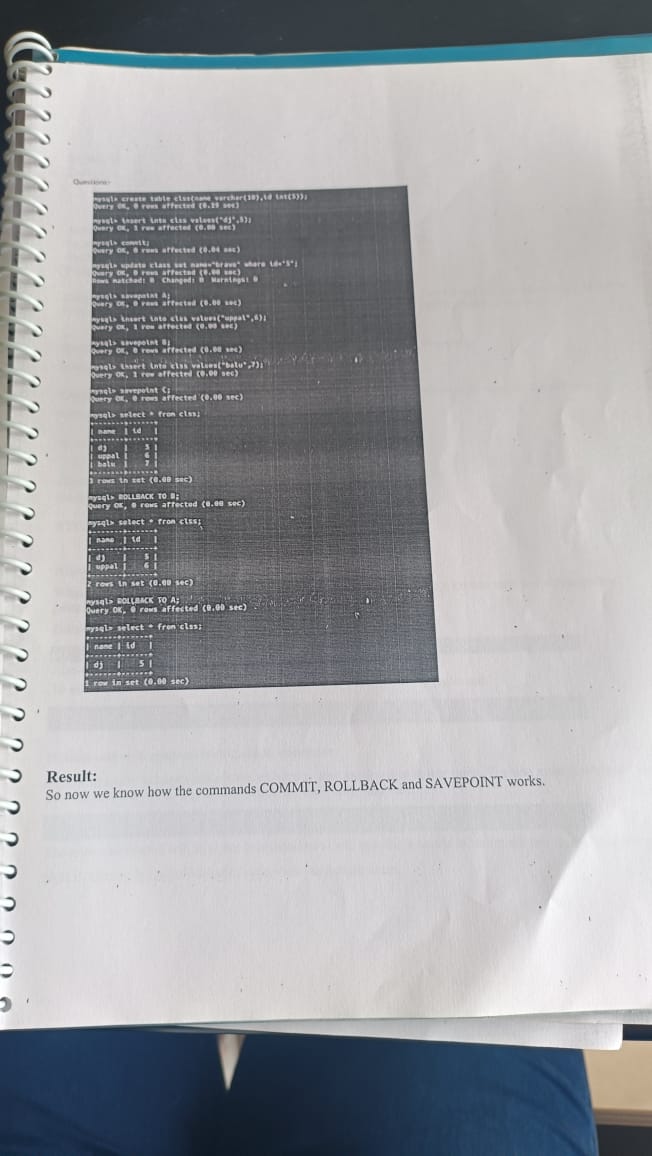 Questions:
mysql> create table clss(name varchar(10),id int(5));
Query OK, 0 rows affected (0.29 sec)
mysql> insert into clss values("dj",5);
Query OK, 1 row affected (0.00 sec)
mysql> commit;
Query OK, 0 rows affected (0.04 sec)
mysql> update class set name="brave" where id="5";
Query OK, 0 rows affected (0.00 sec)
Rows matched: 0 Changed: 0 Warnings: 0
mysql> savepoint A;
Query OK, 0 rows affected (0.00 sec)
mysql> insert into clss values("uppal",6);
Query OK, 1 row affected (0.00 sec)
mysql> savepoint B;
Query OK, 0 rows affected (0.00 sec)
mysql> insert into clss values("balu",7);
Query OK, 1 row affected (0.00 sec)
mysql> savepoint C;
Query OK, 0 rows affected (0.00 sec)
mysql> select * from clss;
+-------+------+
| name | id |
+-------+------+
| dj | 5 |
| uppal | 6 |
| balu | 7 |
+-------+------+
3 rows in set (0.00 sec)
mysql> ROLLBACK TO B;
Query OK, 0 rows affected (0.00 sec)
mysql> select * from clss;
+-------+------+
| name | id |
+-------+------+
| dj | 5 |
| uppal | 6 |
+-------+------+
2 rows in set (0.00 sec)
mysql> ROLLBACK TO A;
Query OK, 0 rows affected (0.00 sec)
mysql> select * from clss;
+------+------+
| name | id |
+------+------+
| dj | 5 |
+------+------+
1 row in set (0.00 sec)
Result:
So now we know how the commands COMMIT, ROLLBACK and SAVEPOINT works.